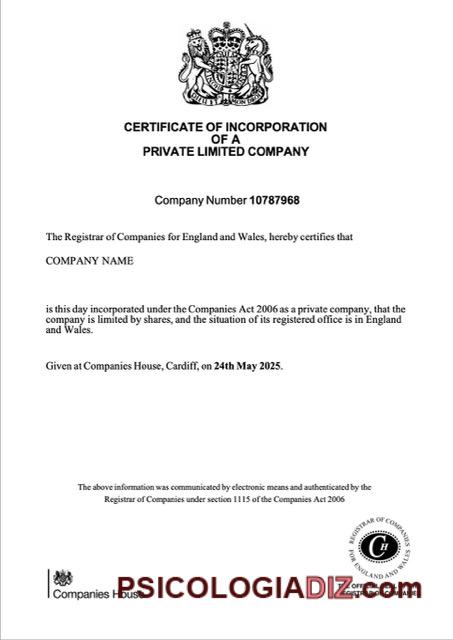 CERTIFICATE OF INCORPORATION
OF A
PRIVATE LIMITED COMPANY
Company Number 10787968
The Registrar of Companies for England and Wales, hereby certifies that
COMPANY NAME
is this day incorporated under the Companies Act 2006 as a private company, that the
company is limited by shares, and the situation of its registered office is in England
and Wales.
Given at Companies House, Cardiff, on 24th May 2025.
The above information was communicated by electronic means and authenticated by the
Registrar of Companies under section 1115 of the Companies Act 2006
REGISTRAR OF COMPANIES
FOR ENGLAND AND WALES
CH
Companies House
PSICOLOGIADIZ.com